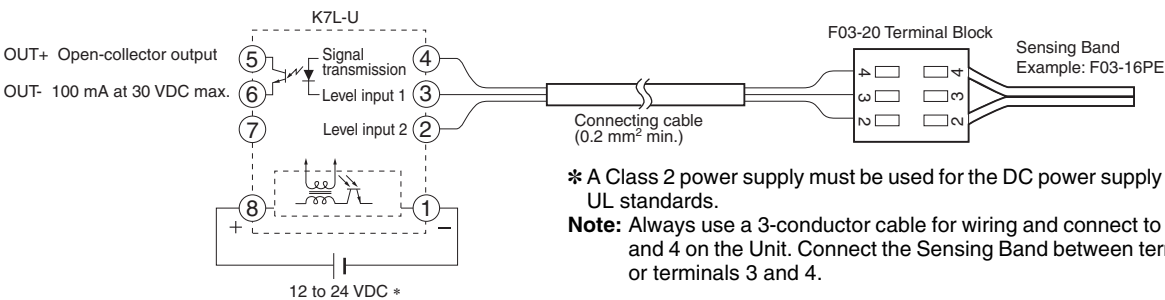 K7L-U
OUT+ Open-collector output
OUT- 100 mA at 30 VDC max.
5
6
7
8
Signal
transmission
Level input 1
Level input 2
4
3
2
1
+
−
12 to 24 VDC *
Connecting cable
(0.2 mm² min.)
F03-20 Terminal Block
4
3
2
4
3
2
Sensing Band
Example: F03-16PE
* A Class 2 power supply must be used for the DC power supply
UL standards.
Note: Always use a 3-conductor cable for wiring and connect to
and 4 on the Unit. Connect the Sensing Band between
or terminals 3 and 4.